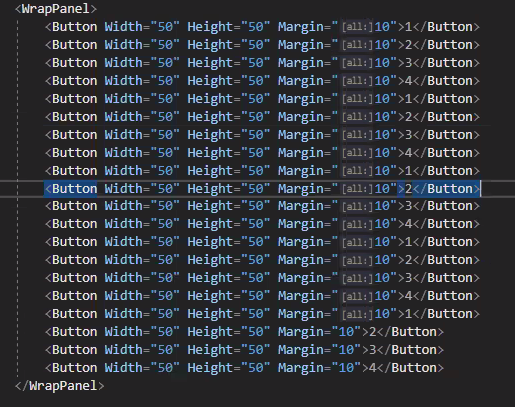 <WrapPanel>
<Button Width="50" Height="50" Margin="[all:]10">1</Button>
<Button Width="50" Height="50" Margin="[all:]10">2</Button>
<Button Width="50" Height="50" Margin="[all:]10">3</Button>
<Button Width="50" Height="50" Margin="[all:]10">4</Button>
<Button Width="50" Height="50" Margin="[all:]10">1</Button>
<Button Width="50" Height="50" Margin="[all:]10">2</Button>
<Button Width="50" Height="50" Margin="[all:]10">3</Button>
<Button Width="50" Height="50" Margin="[all:]10">4</Button>
<Button Width="50" Height="50" Margin="[all:]10">1</Button>
<Button Width="50" Height="50" Margin="[all:]10">2</Button>
<Button Width="50" Height="50" Margin="[all:]10">3</Button>
<Button Width="50" Height="50" Margin="[all:]10">4</Button>
<Button Width="50" Height="50" Margin="[all:]10">1</Button>
<Button Width="50" Height="50" Margin="[all:]10">2</Button>
<Button Width="50" Height="50" Margin="[all:]10">3</Button>
<Button Width="50" Height="50" Margin="[all:]10">4</Button>
<Button Width="50" Height="50" Margin="[all:]10">1</Button>
<Button Width="50" Height="50" Margin="10">2</Button>
<Button Width="50" Height="50" Margin="10">3</Button>
<Button Width="50" Height="50" Margin="10">4</Button>
</WrapPanel>